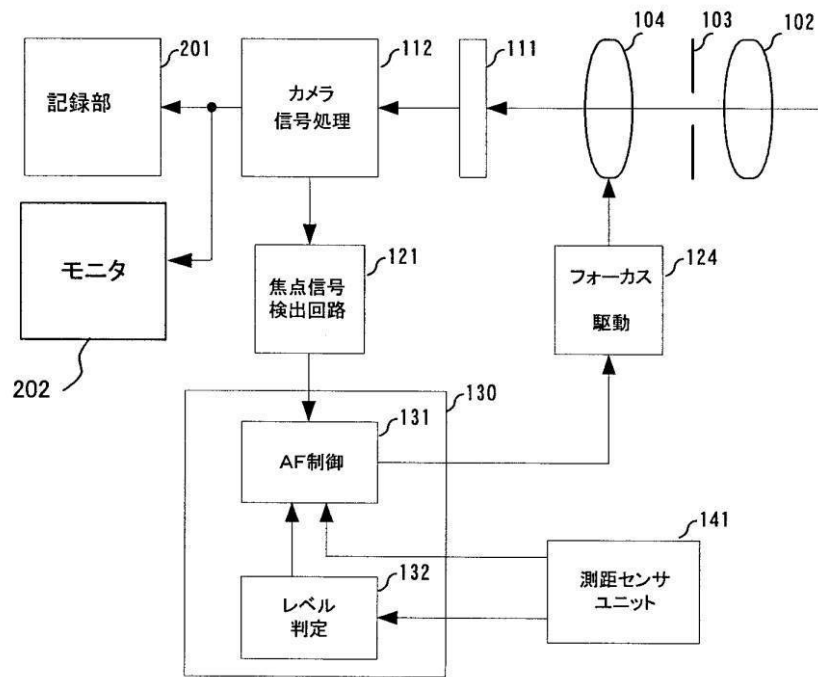 201
記録部
112
カメラ
信号処理
111
104
103
102
モニタ
202
121
焦点信号
検出回路
124
フォーカス
駆動
130
131
AF制御
132
レベル
判定
141
測距センサ
ユニット